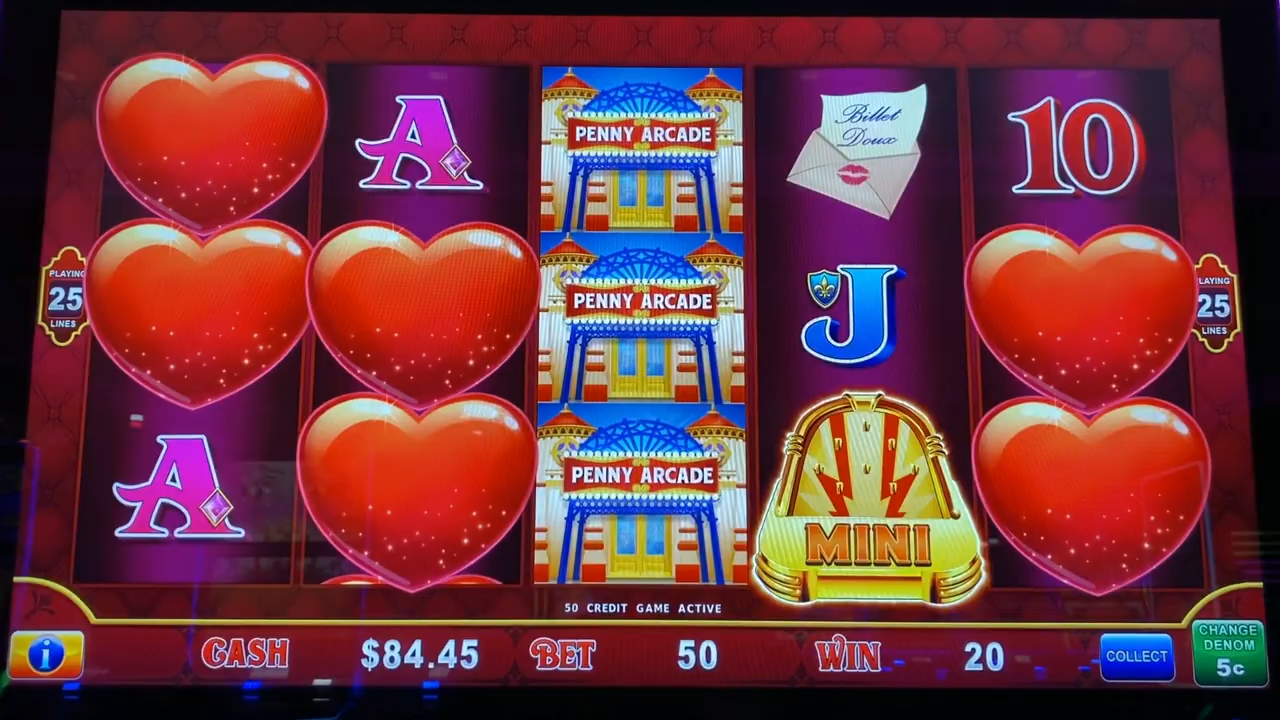 A
PENNY ARCADE
Billet
Doux
10
PLAYING
25
LINES
PENNY ARCADE
J
LAYING
25
LINES
A
PENNY ARCADE
MINI
50 CREDIT GAME ACTIVE
i
CASH $84.45 BET 50 WIN 20
COLLECT
CHANGE
DENOM
5c